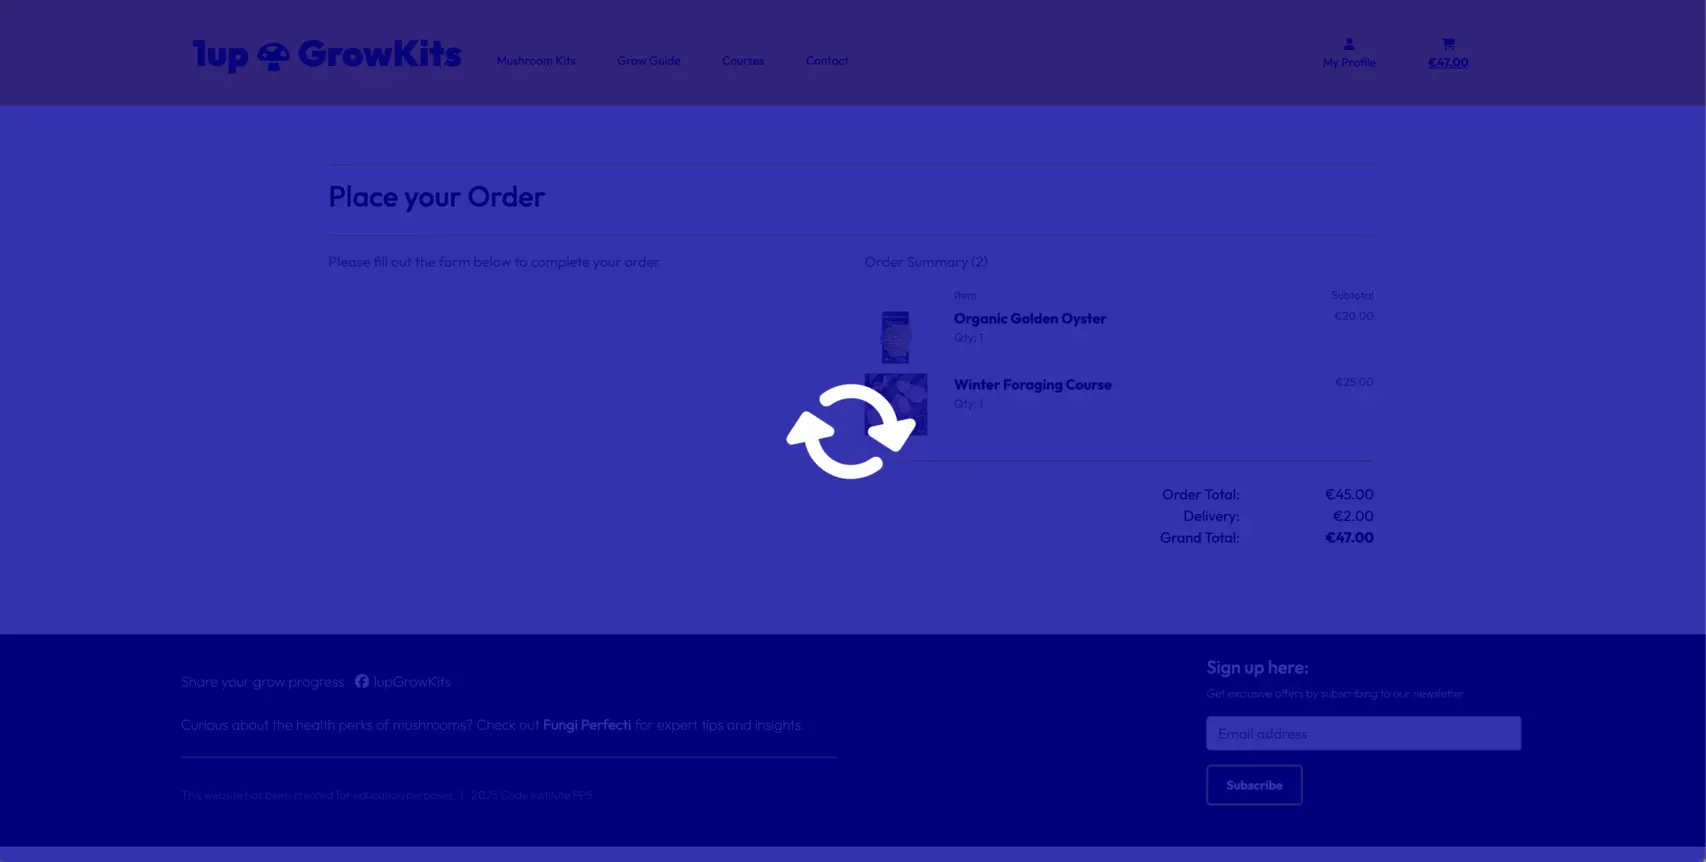 1up GrowKits
Mushroom Kits
Grow Guide
Courses
Contact
My Profile
€47.00
Place your Order
Please fill out the form below to complete your order
Order Summary (2)
Item
Subtotal
Organic Golden Oyster
€20.00
Qty: 1
Winter Foraging Course
€25.00
Qty: 1
Order Total: €45.00
Delivery: €2.00
Grand Total: €47.00
Share your grow progress 1upGrowKits
Curious about the health perks of mushrooms? Check out Fungi Perfecti for expert tips and insights.
This website has been created for education purposes | 2025 Code Institute PP5
Sign up here:
Get exclusive offers by subscribing to our newsletter
Email address
Subscribe